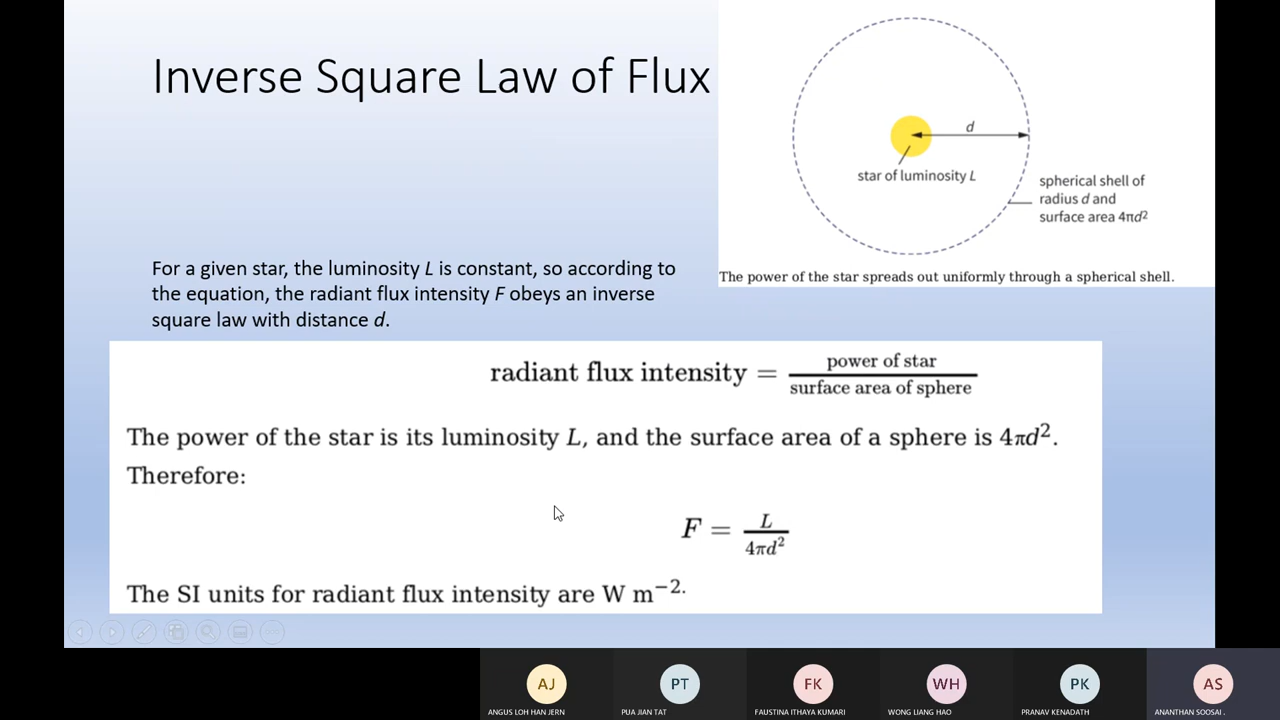 Inverse Square Law of Flux
d
star of luminosity L
spherical shell of
radius d and
surface area 4πd²
The power of the star spreads out uniformly through a spherical shell.
For a given star, the luminosity L is constant, so according to
the equation, the radiant flux intensity F obeys an inverse
square law with distance d.
radiant flux intensity = power of star / surface area of sphere
The power of the star is its luminosity L, and the surface area of a sphere is 4πd².
Therefore:
F = L / 4πd²
The SI units for radiant flux intensity are W m⁻².
AJ
PT
FK
WH
PK
AS
ANGUS LOH HAN JERN
PUA JIAN TAT
FAUSTINA ITHAYA KUMARI
WONG LIANG HAO
PRANAV KENADATH
ANANTHAN SOOSAI .